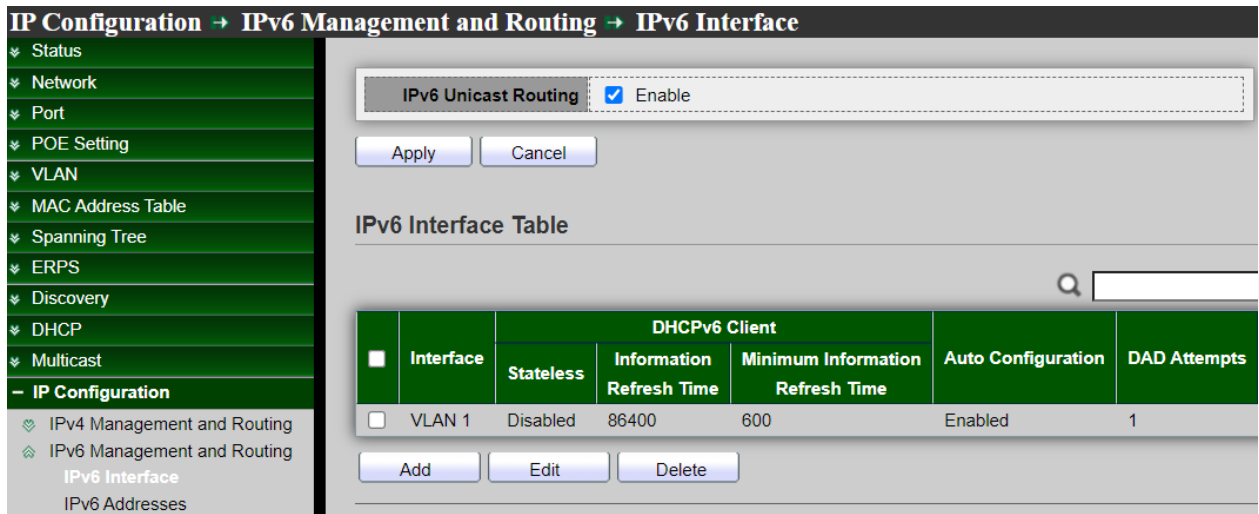 IP Configuration → IPv6 Management and Routing → IPv6 Interface
Status
Network
Port
POE Setting
VLAN
MAC Address Table
Spanning Tree
ERPS
Discovery
DHCP
Multicast
IP Configuration
IPv4 Management and Routing
IPv6 Management and Routing
IPv6 Interface
IPv6 Addresses
IPv6 Unicast Routing Enable
Apply Cancel
IPv6 Interface Table
Interface DHCPv6 Client Auto Configuration DAD Attempts
Stateless Information Refresh Time Minimum Information Refresh Time
VLAN 1 Disabled 86400 600 Enabled 1
Add Edit Delete